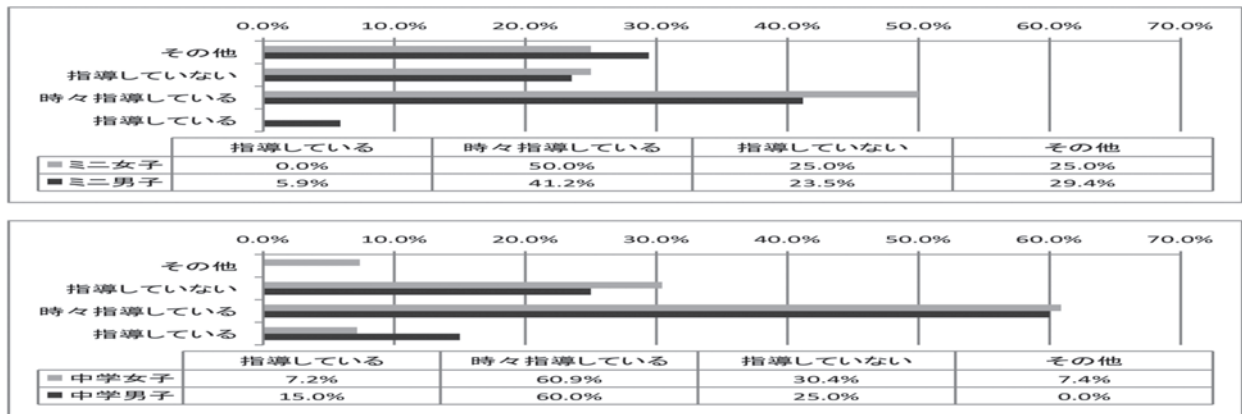 0.0% 10.0% 20.0% 30.0% 40.0% 50.0% 60.0% 70.0%
その他
指導していない
時々指導している
指導している
指導している 時々指導している 指導していない その他
ミニ女子 0.0% 50.0% 25.0% 25.0%
ミニ男子 5.9% 41.2% 23.5% 29.4%
0.0% 10.0% 20.0% 30.0% 40.0% 50.0% 60.0% 70.0%
その他
指導していない
時々指導している
指導している
指導している 時々指導している 指導していない その他
中学女子 7.2% 60.9% 30.4% 7.4%
中学男子 15.0% 60.0% 25.0% 0.0%